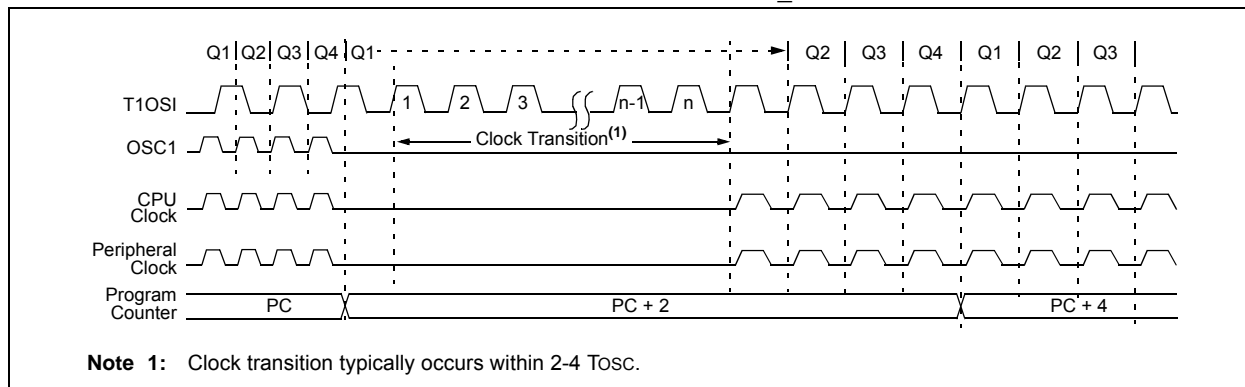 Q1 Q2 Q3 Q4 Q1 Q2 Q3 Q4 Q1 Q2 Q3
T1OSI 1 2 3 n-1 n
Clock Transition(1)
OSC1
CPU
Clock
Peripheral
Clock
Program
Counter PC PC + 2 PC + 4
Note 1: Clock transition typically occurs within 2-4 TOSC.